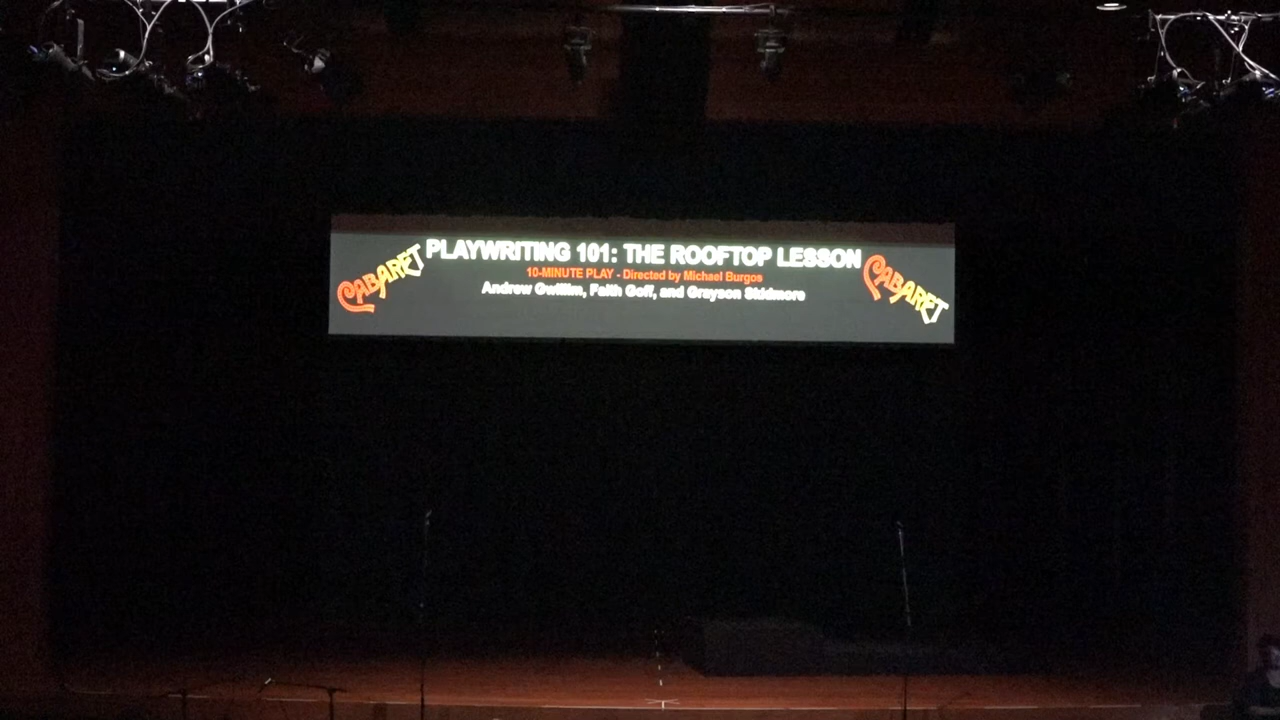 CABARET
PLAYWRITING 101: THE ROOFTOP LESSON
10-MINUTE PLAY - Directed by Michael Burgos
Andrew Gwillim, Faith Goff, and Grayson Skidmore
CABARET